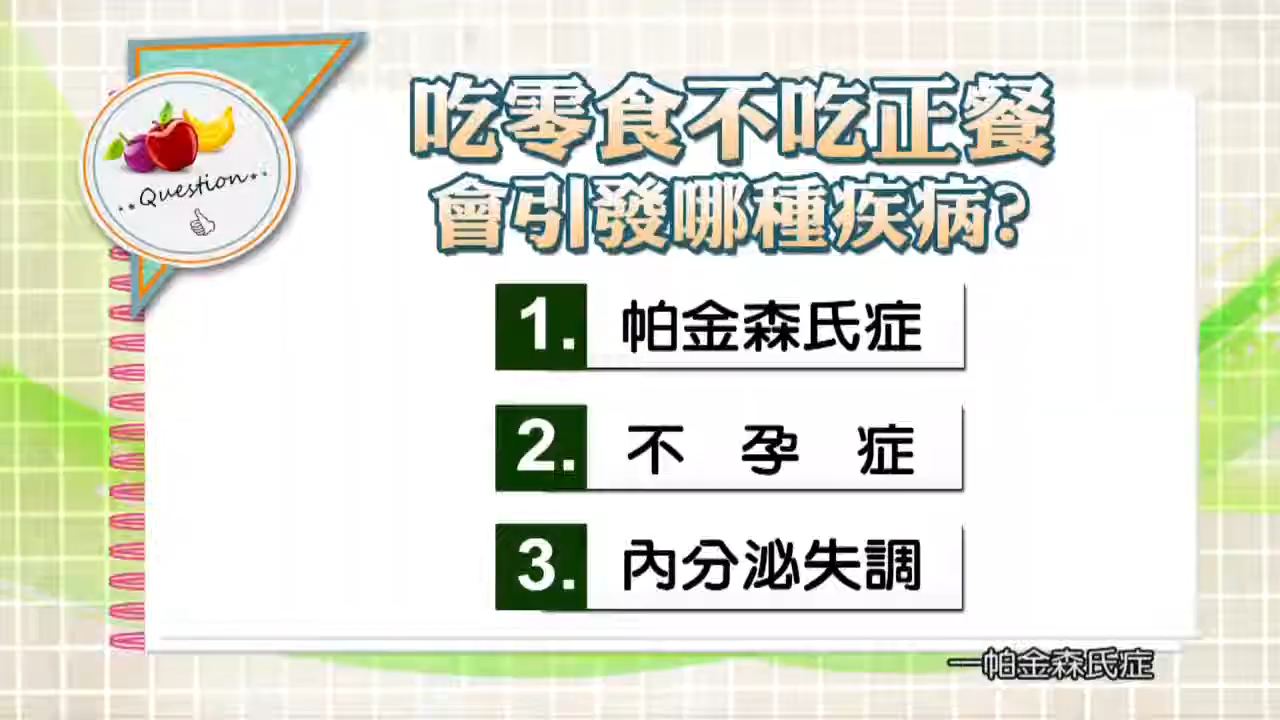 吃零食不吃正餐
會引發哪種疾病?
..Question..
1. 帕金森氏症
2. 不孕症
3. 內分泌失調
一帕金森氏症